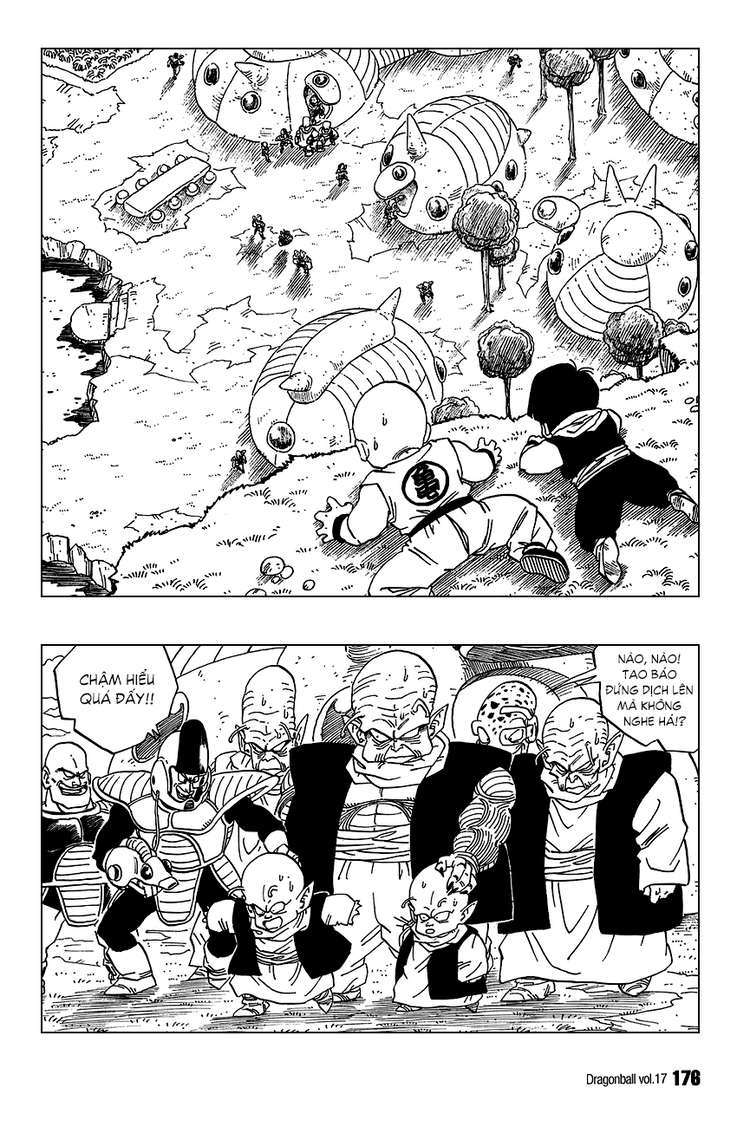 亀
CHẬM HIỂU
QUÁ ĐẤY!!
NÀO, NÀO!
TAO BẢO
ĐỪNG DỊCH LÊN
MÀ KHÔNG
NGHE HẢ!?
Dragonball vol.17 176